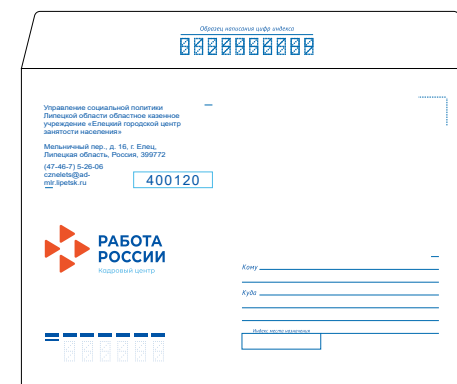 Образец написания цифр индекса
Управление социальной политики
Липецкой области областное казенное
учреждение «Елецкий городской центр
занятости населения»
Мельничный пер., д. 16, г. Елец,
Липецкая область, Россия, 399772
(47-46-7) 5-26-06
cznelets@ad-
mlr.lipetsk.ru
400120
РАБОТА
РОССИИ
Кадровый центр
Кому
Куда
Индекс места назначения